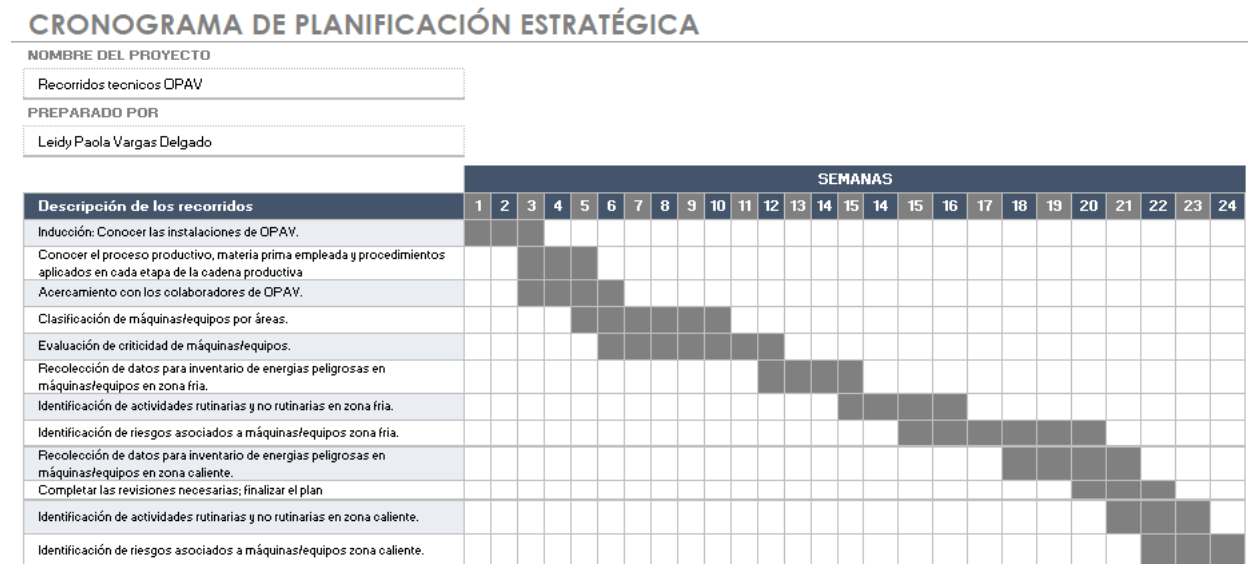 CRONOGRAMA DE PLANIFICACIÓN ESTRATÉGICA
NOMBRE DEL PROYECTO
Recorridos tecnicos OPAV
PREPARADO POR
Leidy Paola Vargas Delgado
SEMANAS
Descripción de los recorridos 1 2 3 4 5 6 7 8 9 10 11 12 13 14 15 14 15 16 17 18 19 20 21 22 23 24
Inducción: Conocer las instalaciones de OPAV.
Conocer el proceso productivo, materia prima empleada y procedimientos
aplicados en cada etapa de la cadena productiva
Acercamiento con los colaboradores de OPAV.
Clasificación de máquinas/equipos por áreas.
Evaluación de criticidad de máquinas/equipos.
Recolección de datos para inventario de energias peligrosas en
máquinas/equipos en zona fria.
Identificación de actividades rutinarias y no rutinarias en zona fria.
Identificación de riesgos asociados a máquinas/equipos zona fria.
Recolección de datos para inventario de energias peligrosas en
máquinas/equipos en zona caliente.
Completar las revisiones necesarias; finalizar el plan
Identificación de actividades rutinarias y no rutinarias en zona caliente.
Identificación de riesgos asociados a máquinas/equipos zona caliente.